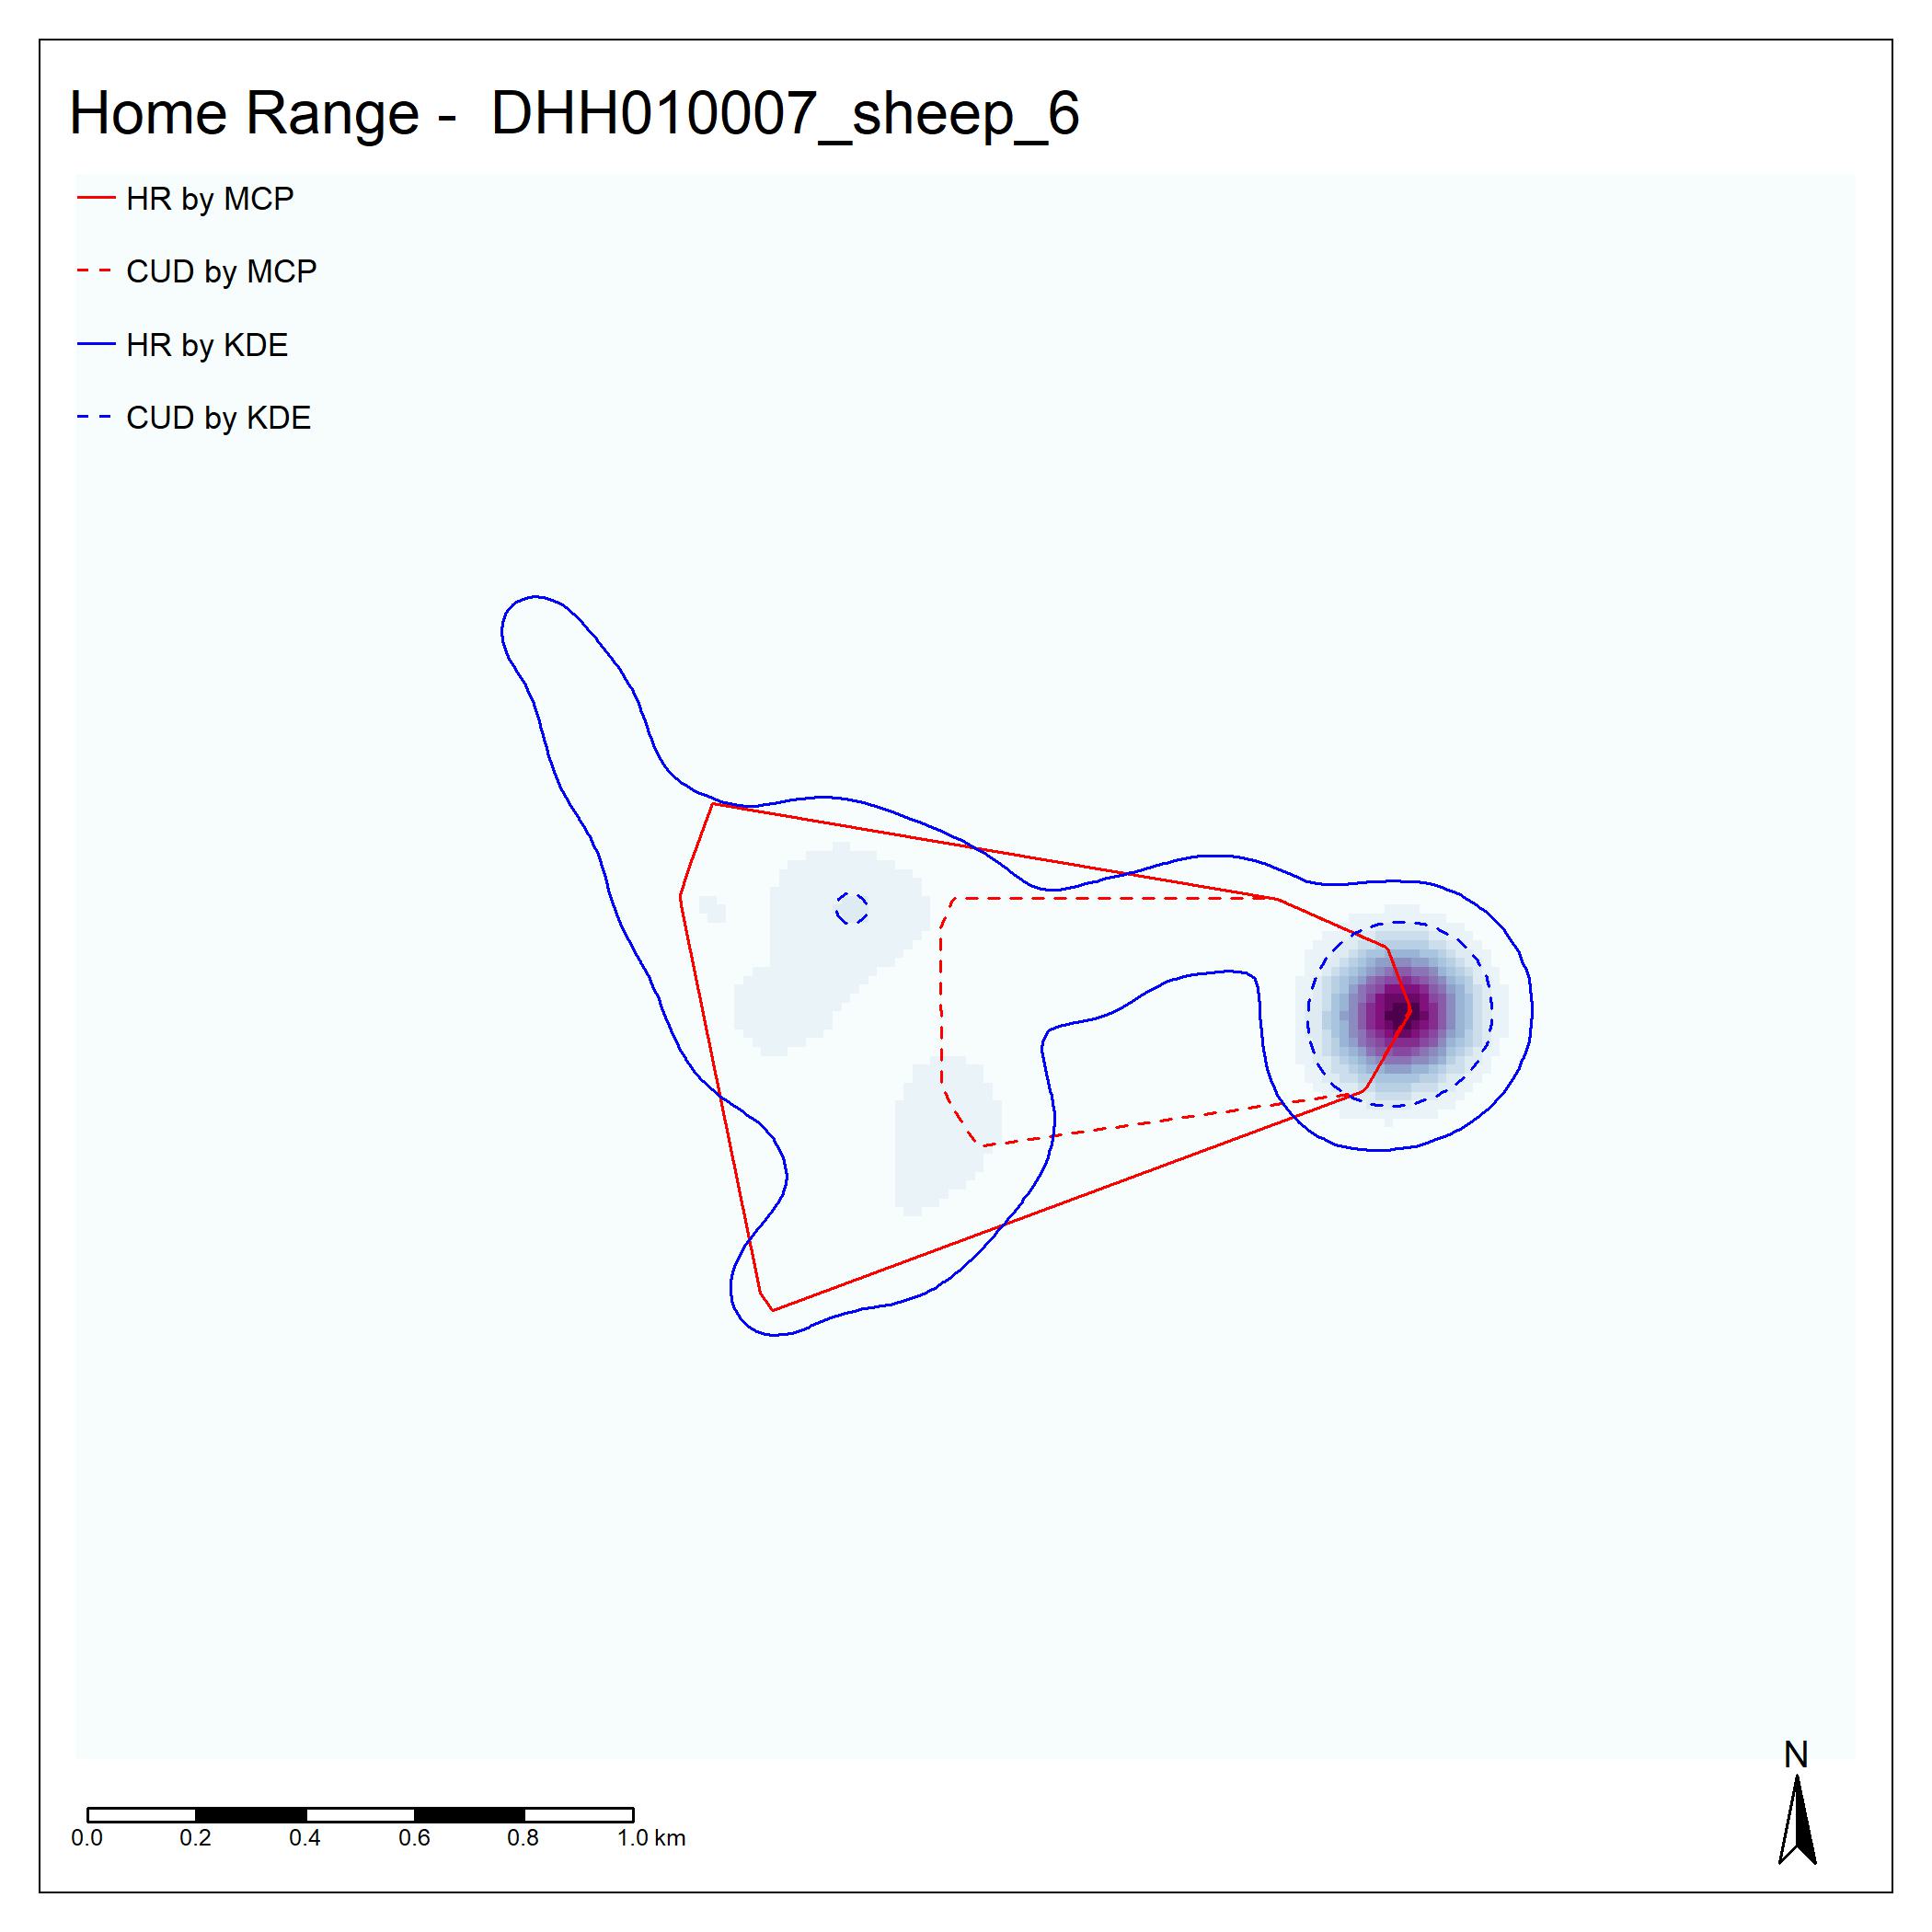 Home Range -  DHH010007_sheep_6
HR by MCP
CUD by MCP
HR by KDE
CUD by KDE
N
0.0 0.2 0.4 0.6 0.8 1.0 km